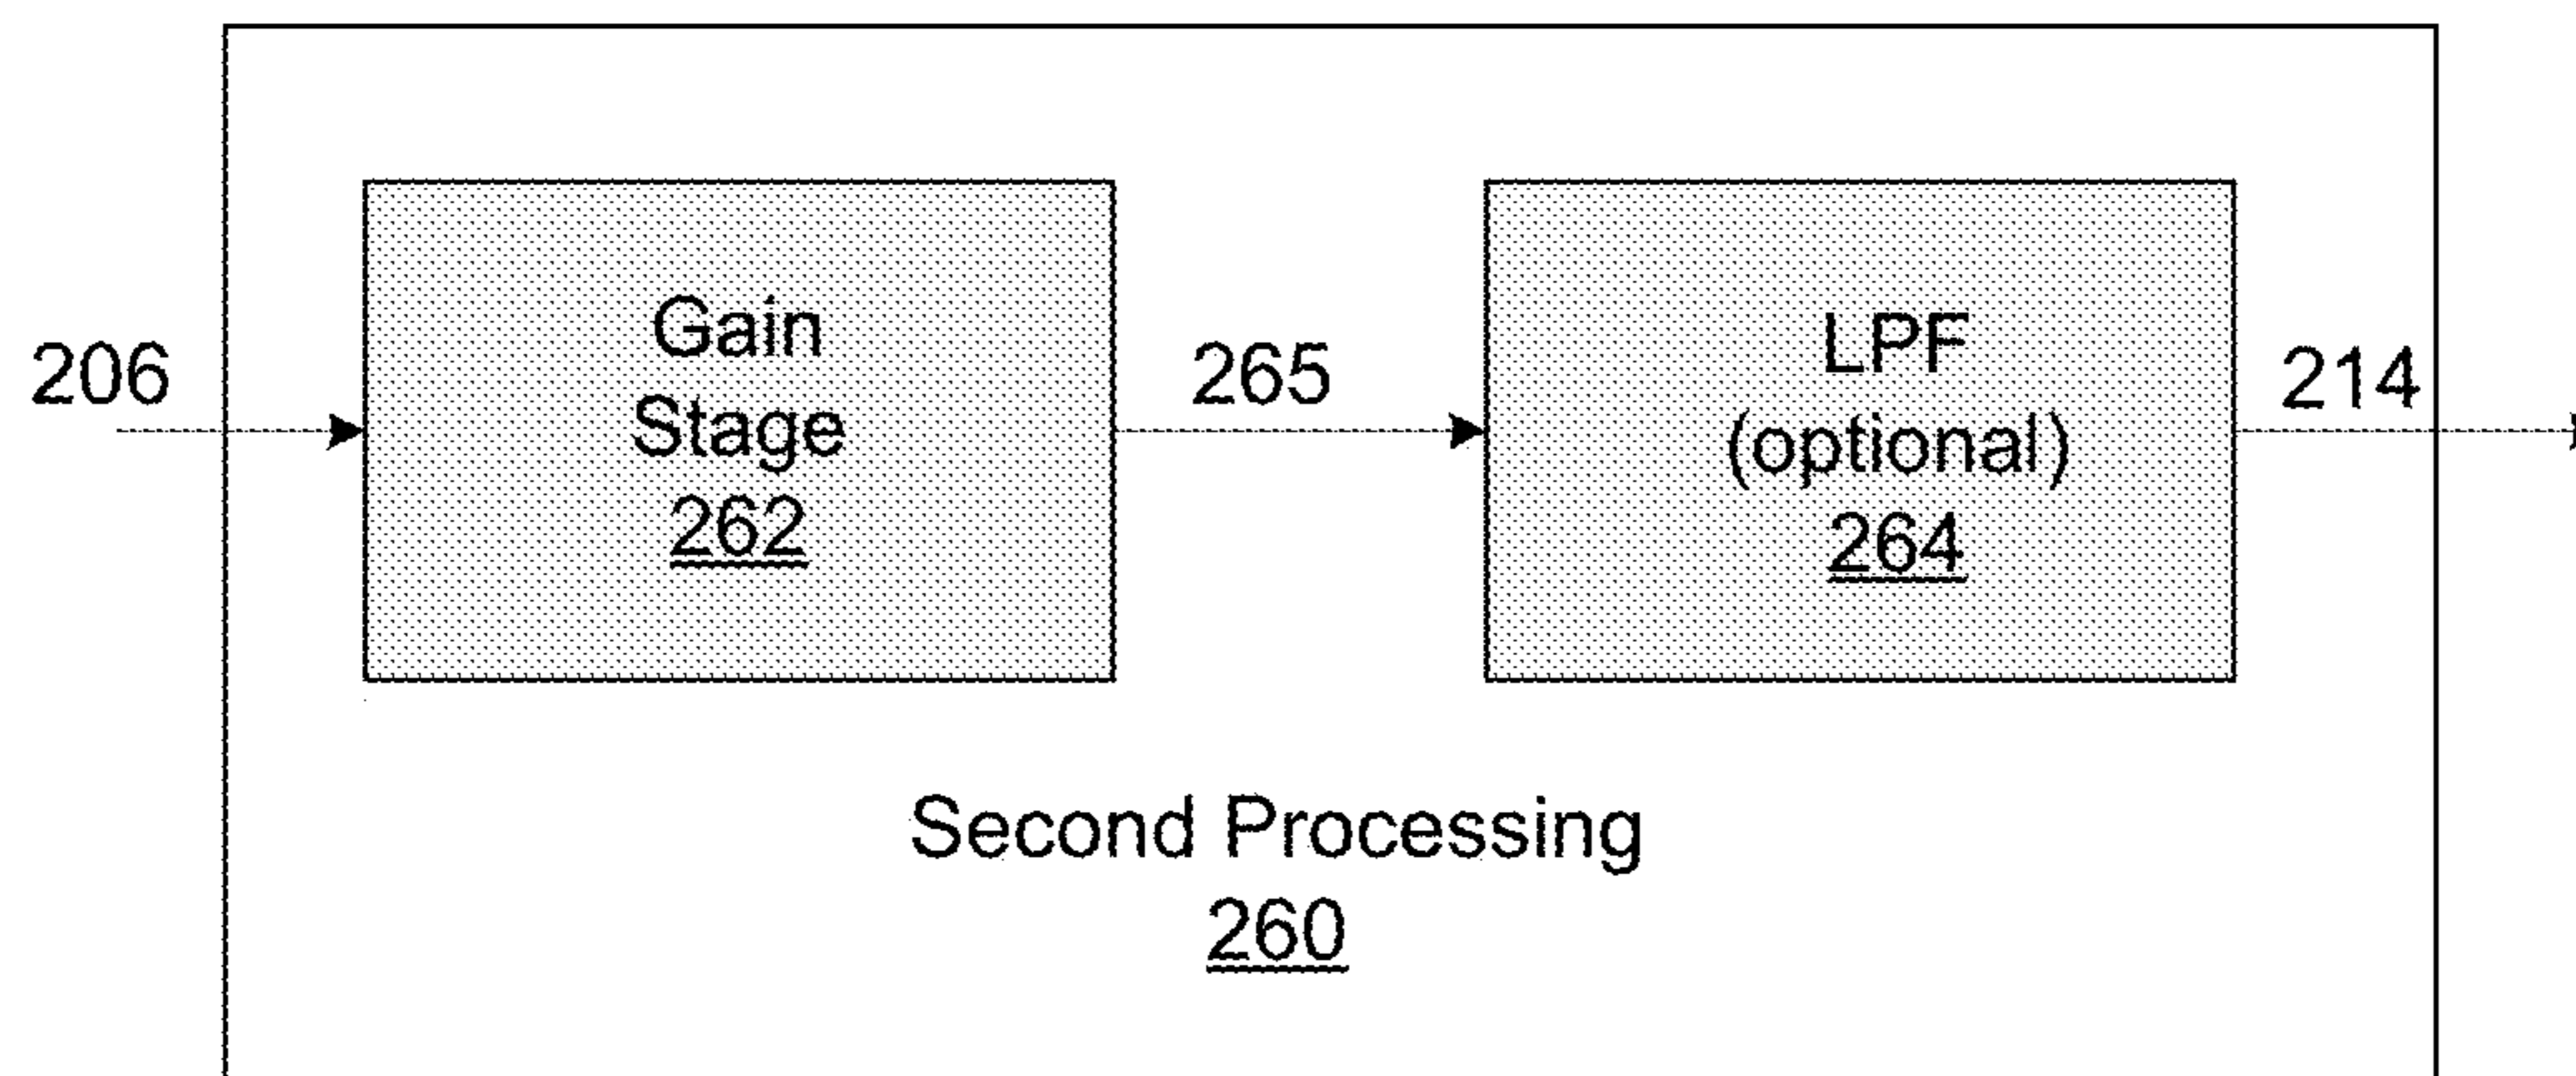 206
Gain
Stage
262
265
LPF
(optional)
264
214
Second Processing
260